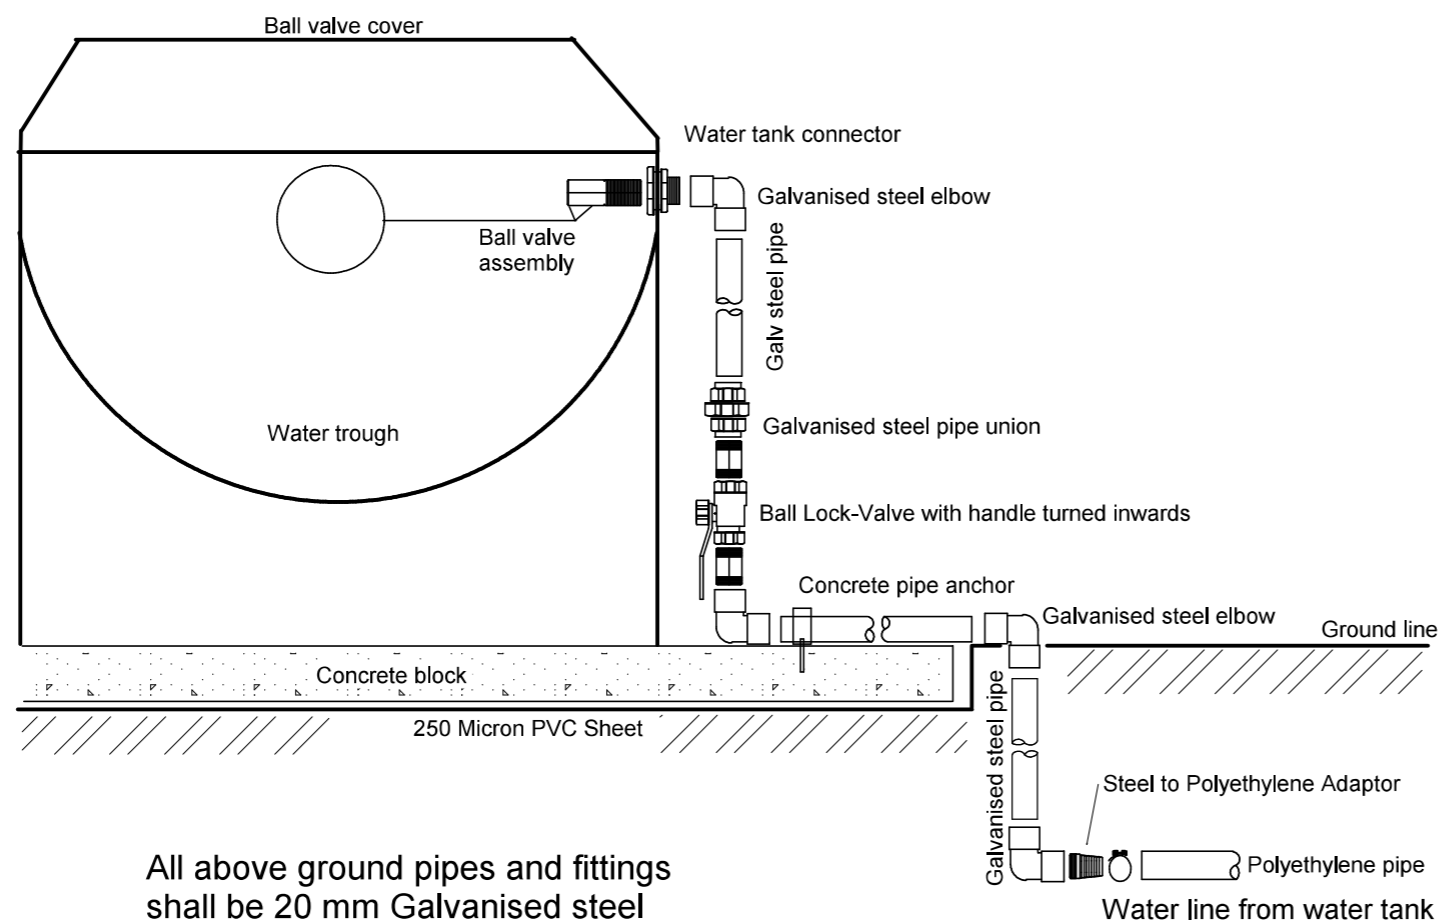 Ball valve cover
Water tank connector
Galvanised steel elbow
Ball valve
assembly
Galv steel pipe
Water trough
Galvanised steel pipe union
Ball Lock-Valve with handle turned inwards
Concrete pipe anchor
Galvanised steel elbow
Ground line
Concrete block
250 Micron PVC Sheet
Galvanised steel pipe
Steel to Polyethylene Adaptor
Polyethylene pipe
Water line from water tank
All above ground pipes and fittings
shall be 20 mm Galvanised steel